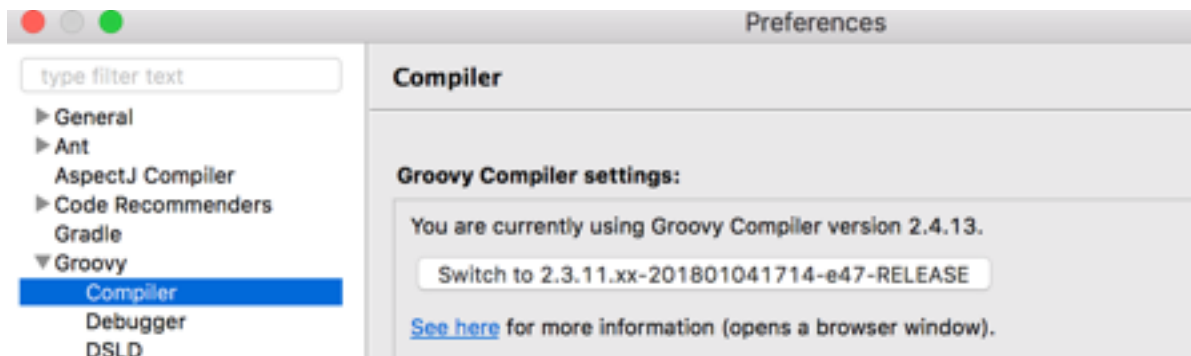 Preferences
type filter text
General
Ant
AspectJ Compiler
Code Recommenders
Gradle
Groovy
Compiler
Debugger
DSLD
Compiler
Groovy Compiler settings:
You are currently using Groovy Compiler version 2.4.13.
Switch to 2.3.11.xx-201801041714-e47-RELEASE
See here for more information (opens a browser window).